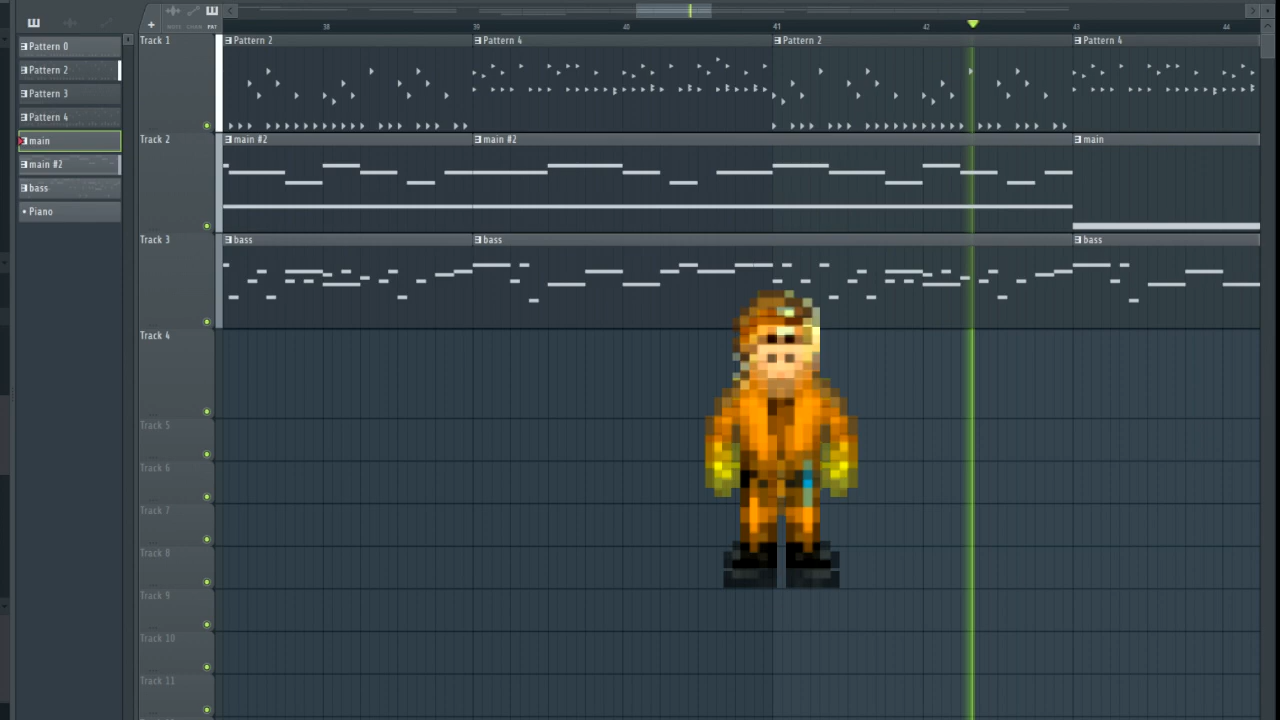 NOTE CHAN PAT
38 39 40 41 42 43 44
Pattern 0
Pattern 2
Pattern 3
Pattern 4
main
main #2
bass
Piano
Track 1
Pattern 2 Pattern 4 Pattern 2 Pattern 4
Track 2
main #2 main #2 main
Track 3
bass bass bass
Track 4
Track 5
Track 6
Track 7
Track 8
Track 9
Track 10
Track 11